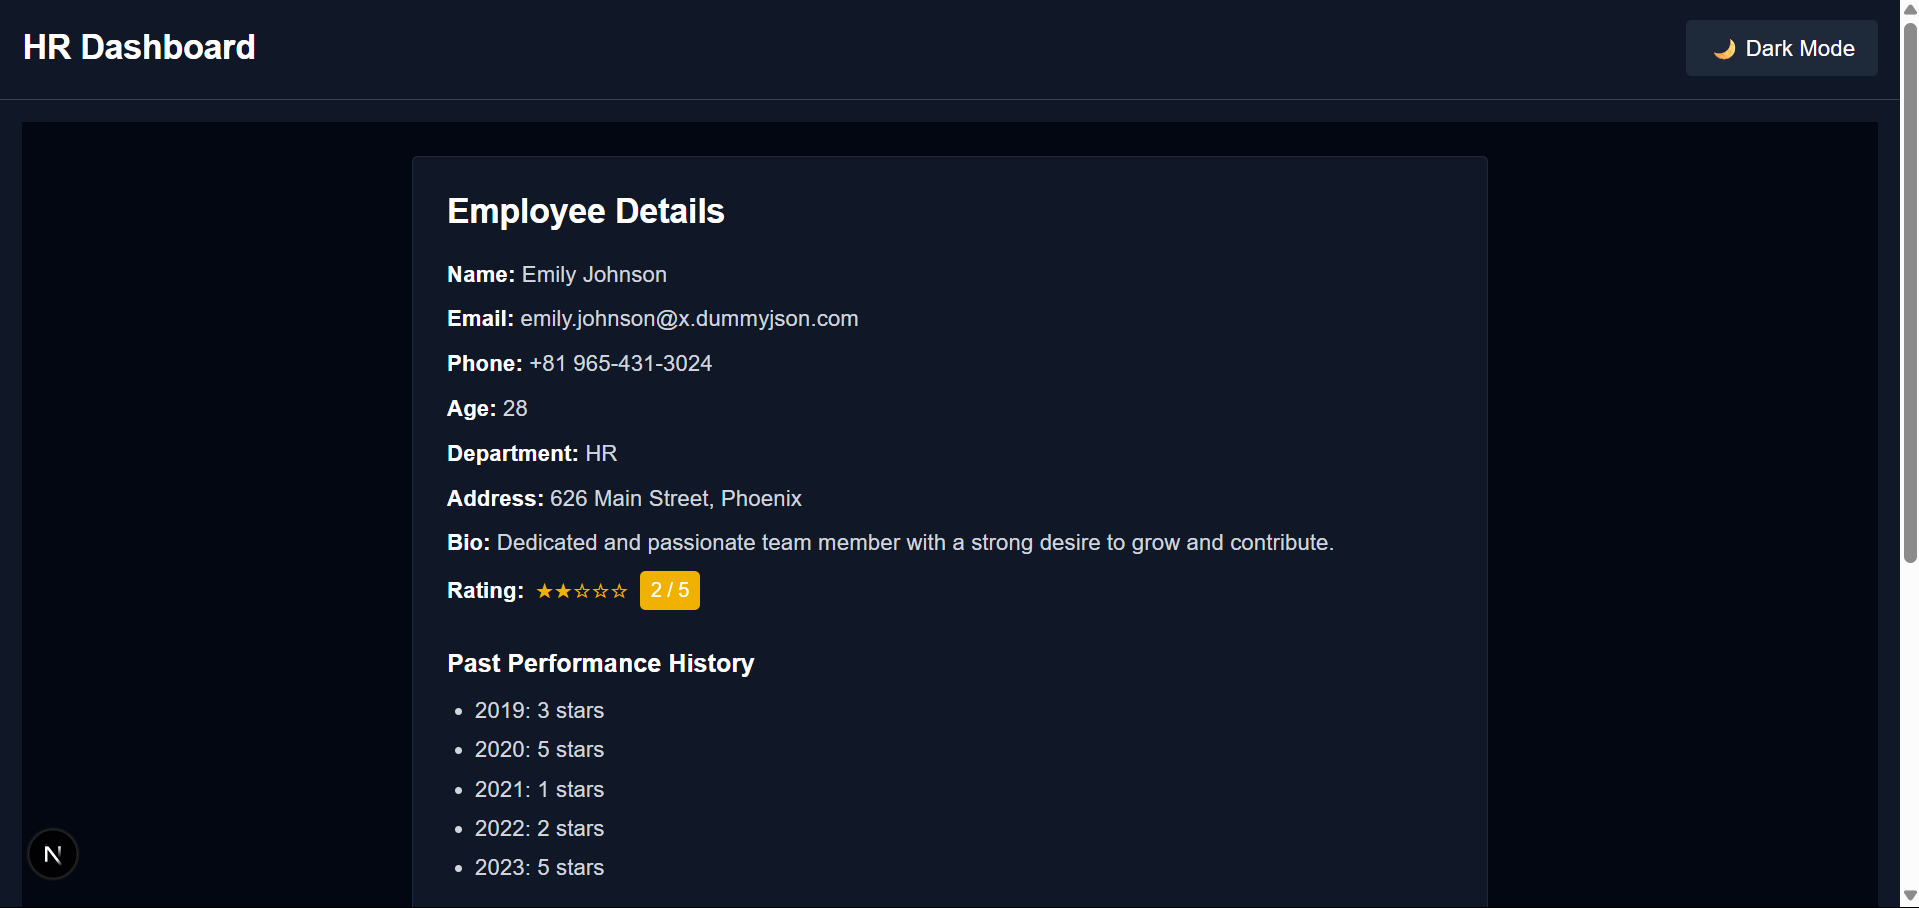 HR Dashboard
🌙 Dark Mode
Employee Details
Name: Emily Johnson
Email: emily.johnson@x.dummyjson.com
Phone: +81 965-431-3024
Age: 28
Department: HR
Address: 626 Main Street, Phoenix
Bio: Dedicated and passionate team member with a strong desire to grow and contribute.
Rating: ★★☆☆☆ 2 / 5
Past Performance History
• 2019: 3 stars
• 2020: 5 stars
• 2021: 1 stars
• 2022: 2 stars
• 2023: 5 stars
N